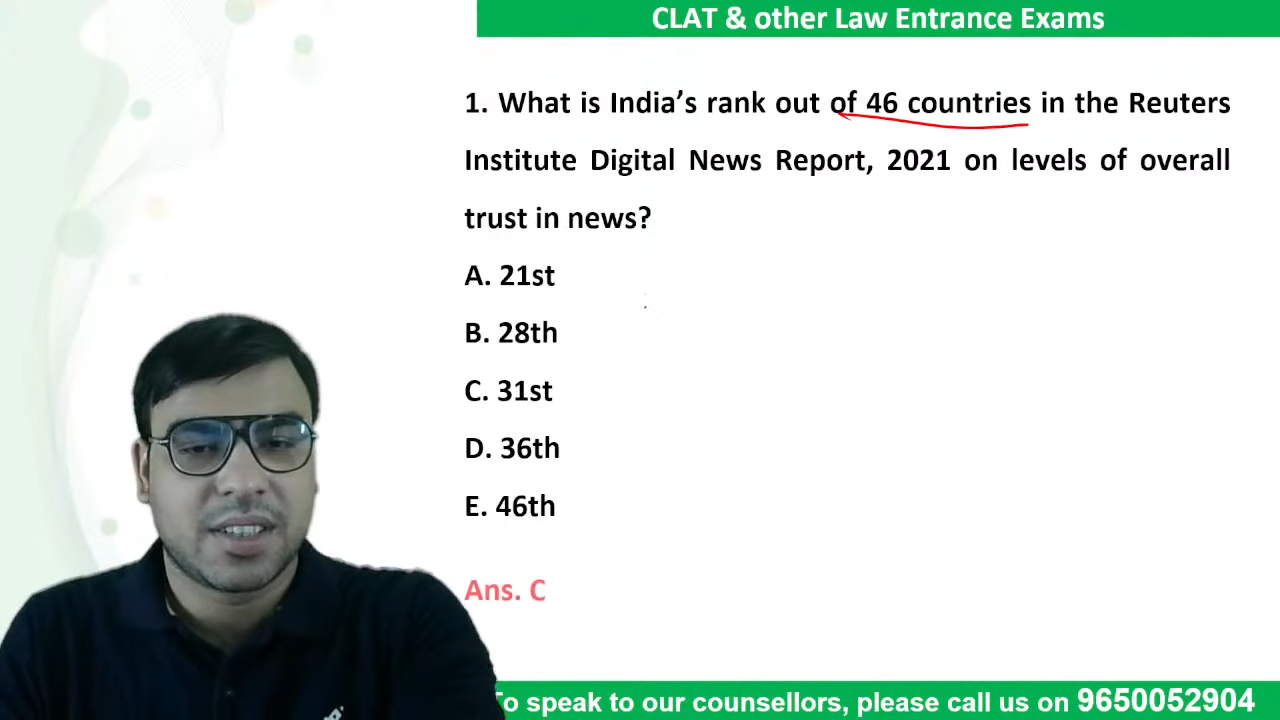 CLAT & other Law Entrance Exams
1. What is India’s rank out of 46 countries in the Reuters
Institute Digital News Report, 2021 on levels of overall
trust in news?
A. 21st
B. 28th
C. 31st
D. 36th
E. 46th
Ans. C
To speak to our counsellors, please call us on 9650052904